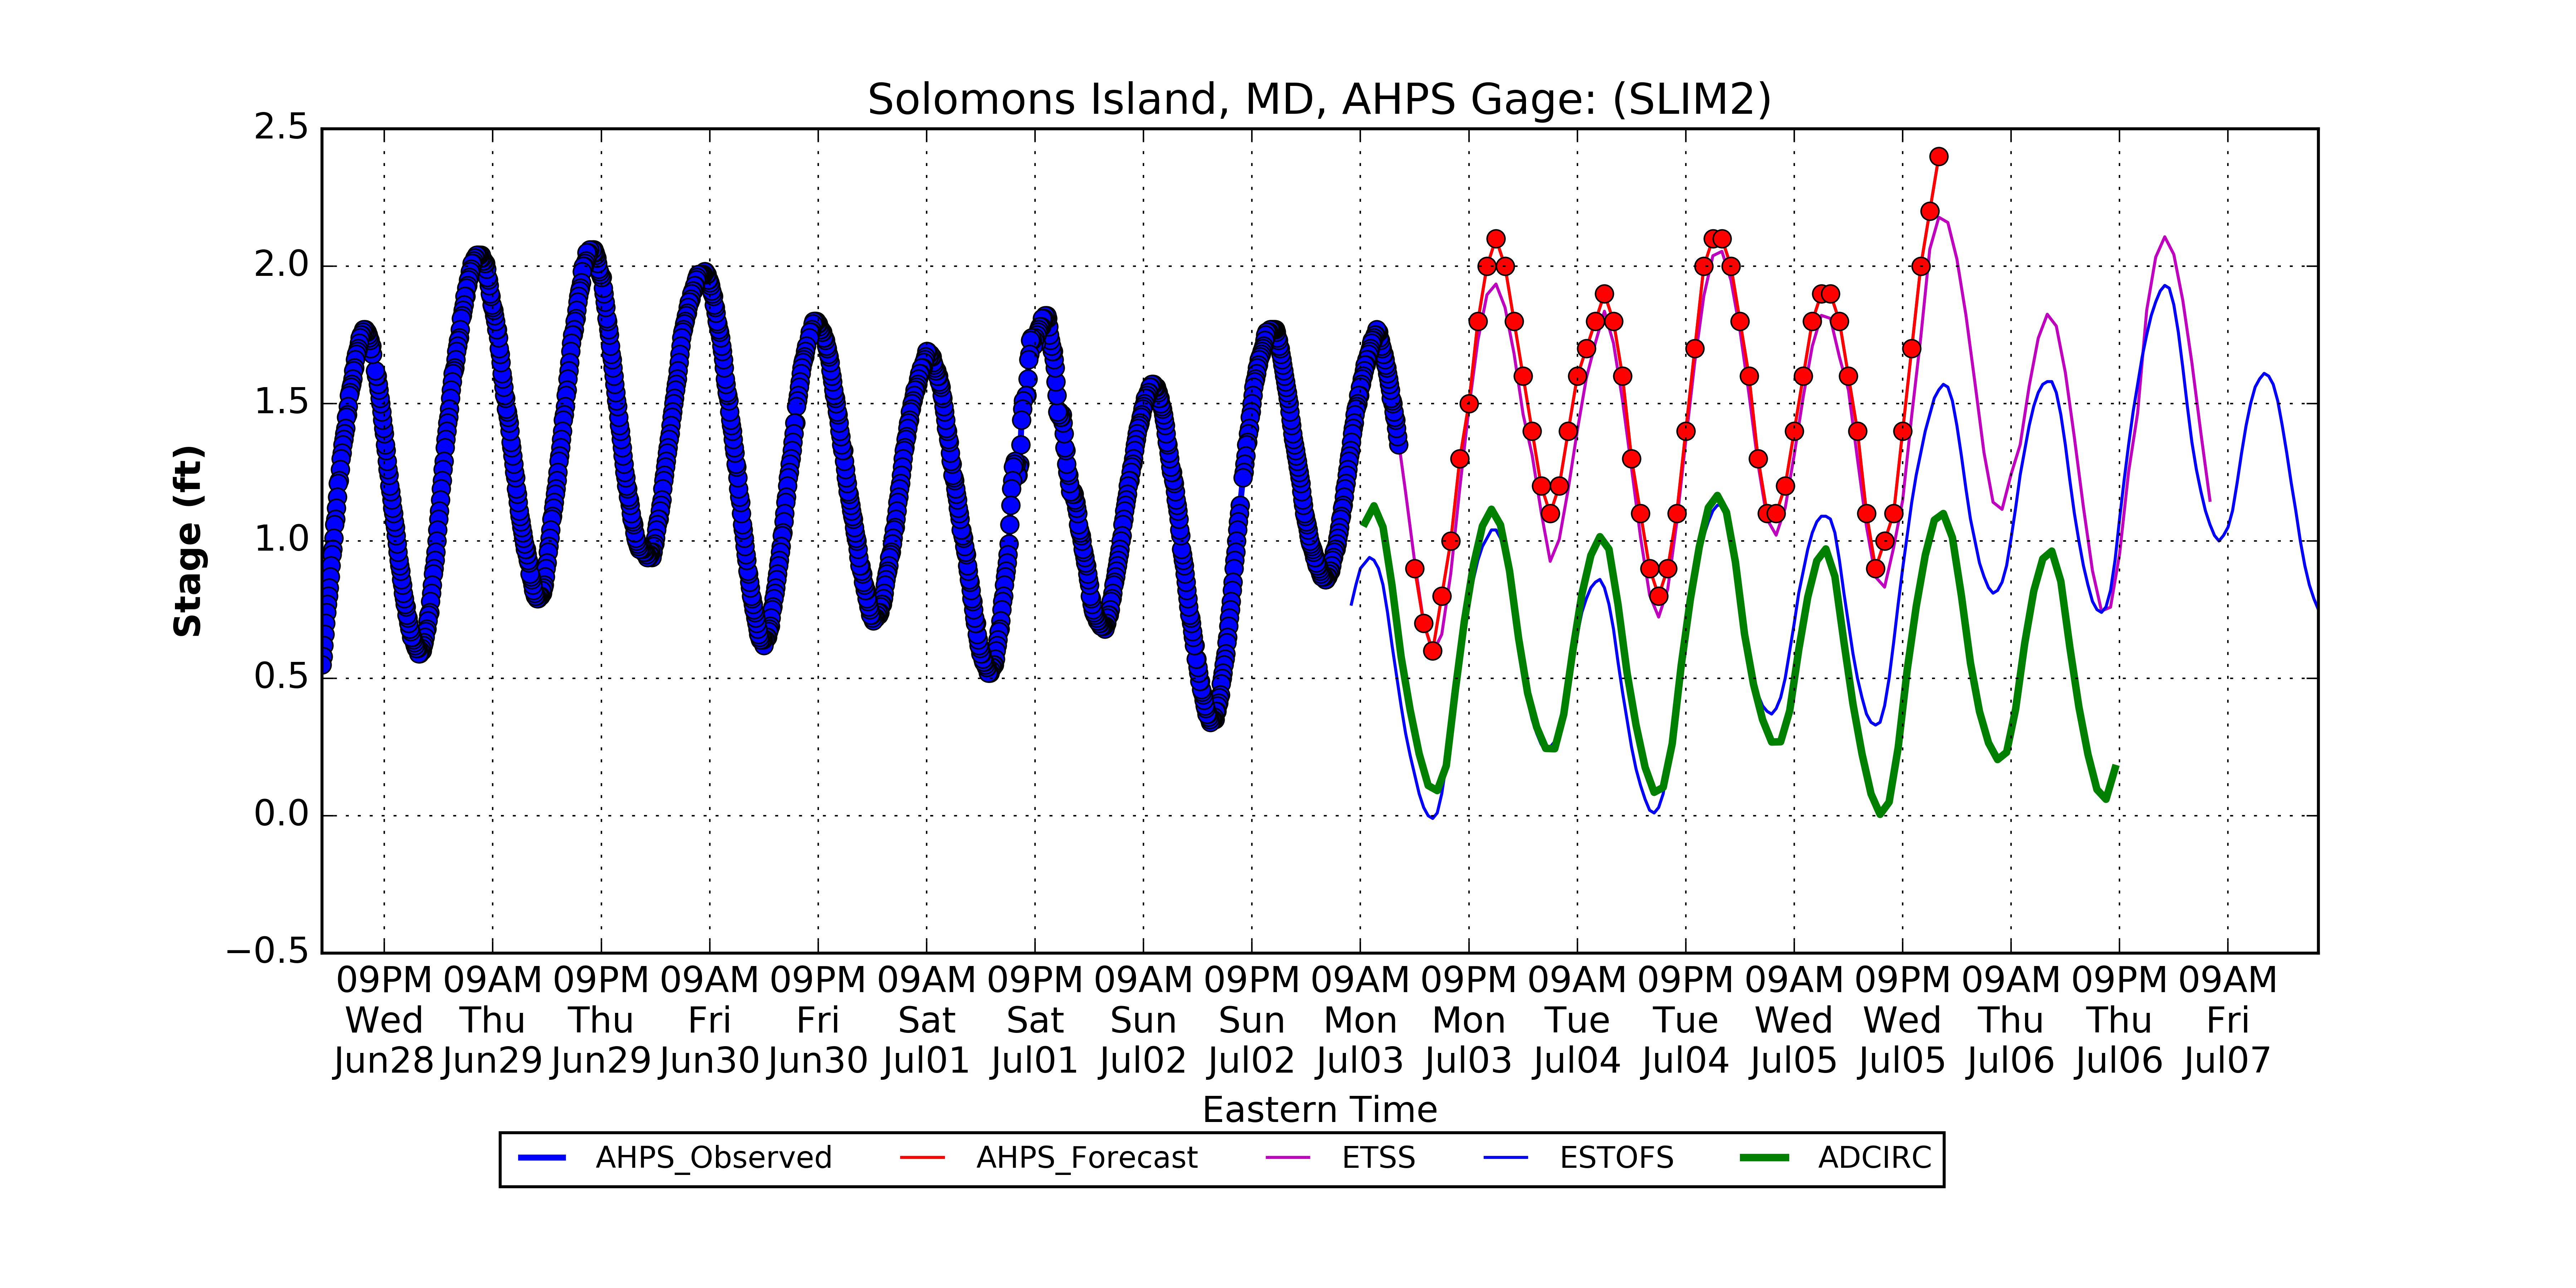 Solomons Island, MD, AHPS Gage: (SLIM2)
2.5
2.0
1.5
1.0
0.5
0.0
−0.5
Stage (ft)
09PM 09AM 09PM 09AM 09PM 09AM 09PM 09AM 09PM 09AM 09PM 09AM 09PM 09AM 09PM 09AM 09PM 09AM
Wed Thu Thu Fri Fri Sat Sat Sun Sun Mon Mon Tue Tue Wed Wed Thu Thu Fri
Jun28 Jun29 Jun29 Jun30 Jun30 Jul01 Jul01 Jul02 Jul02 Jul03 Jul03 Jul04 Jul04 Jul05 Jul05 Jul06 Jul06 Jul07
Eastern Time
AHPS_Observed AHPS_Forecast ETSS ESTOFS ADCIRC